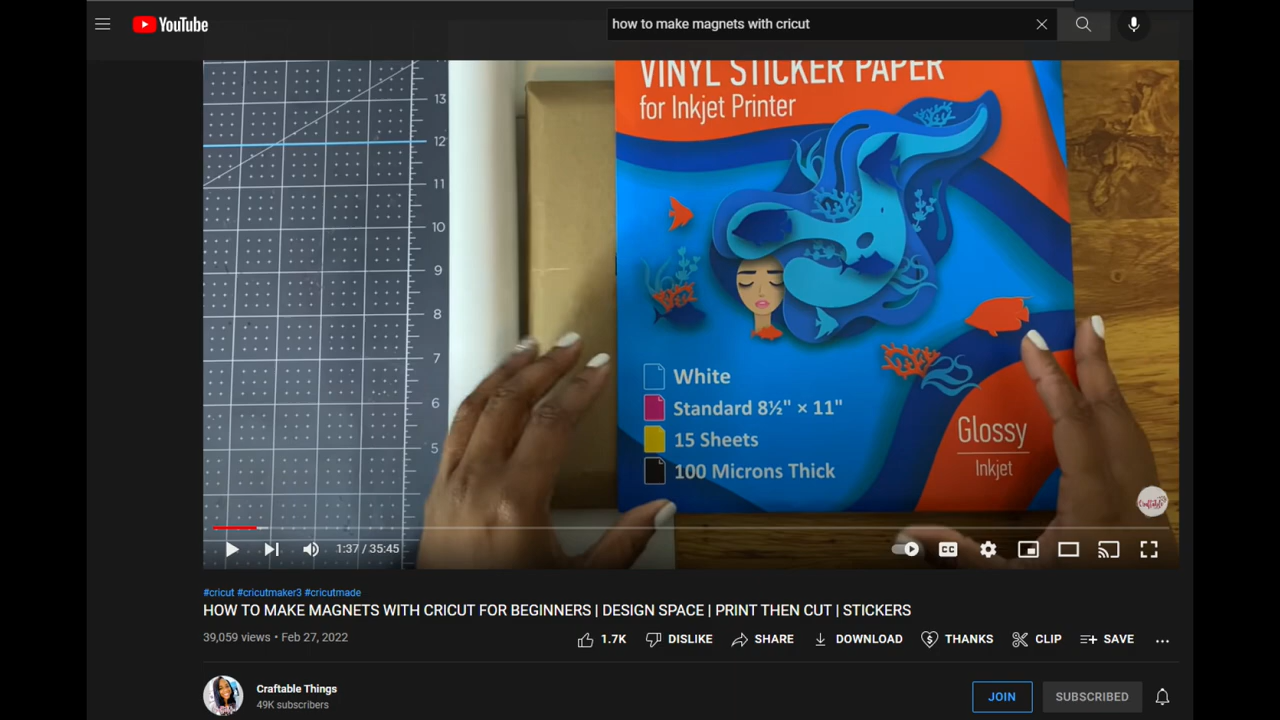 YouTube
how to make magnets with cricut
VINYL STICKER PAPER
for Inkjet Printer
13
12
11
10
9
8
7
6
5
White
Standard 8½" × 11"
15 Sheets
100 Microns Thick
Glossy
Inkjet
Craftable
1:37 / 35:45
CC
#cricut #cricutmaker3 #cricutmade
HOW TO MAKE MAGNETS WITH CRICUT FOR BEGINNERS | DESIGN SPACE | PRINT THEN CUT | STICKERS
39,059 views • Feb 27, 2022
1.7K
DISLIKE
SHARE
DOWNLOAD
THANKS
CLIP
SAVE
Craftable Things
49K subscribers
JOIN
SUBSCRIBED